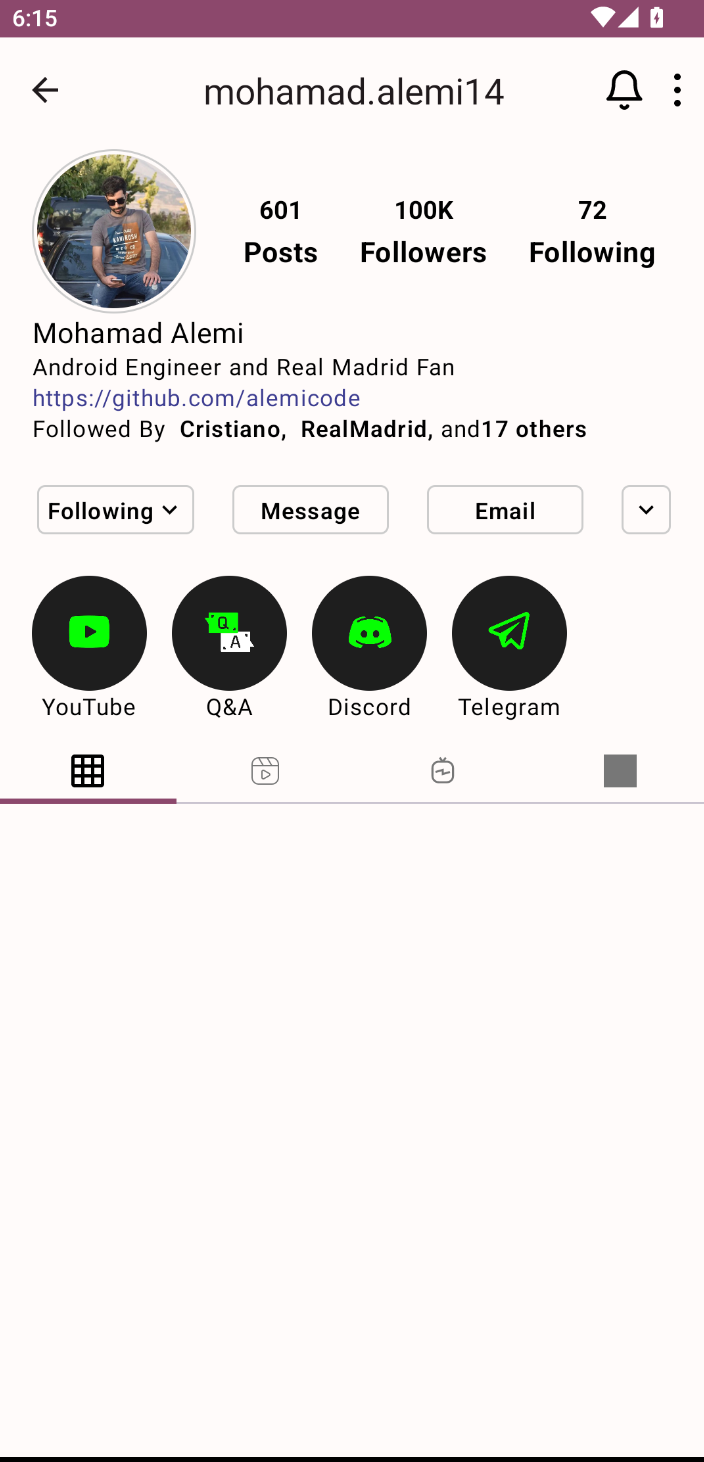 6:15
mohamad.alemi14
601 100K 72
Posts Followers Following
Mohamad Alemi
Android Engineer and Real Madrid Fan
https://github.com/alemicode
Followed By Cristiano, RealMadrid, and17 others
Following Message Email
Q
A
YouTube Q&A Discord Telegram